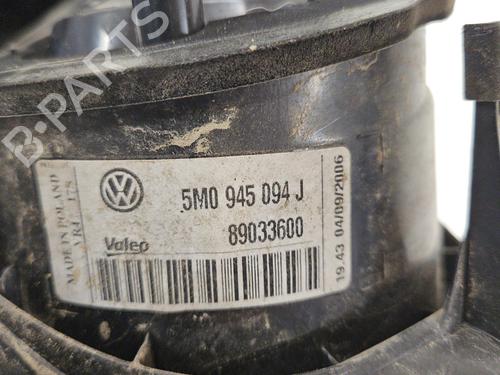 B-PARTS
MADE IN POLAND
VW
5M0 945 094 J
Valeo
89033600
19.43 04/09/2006